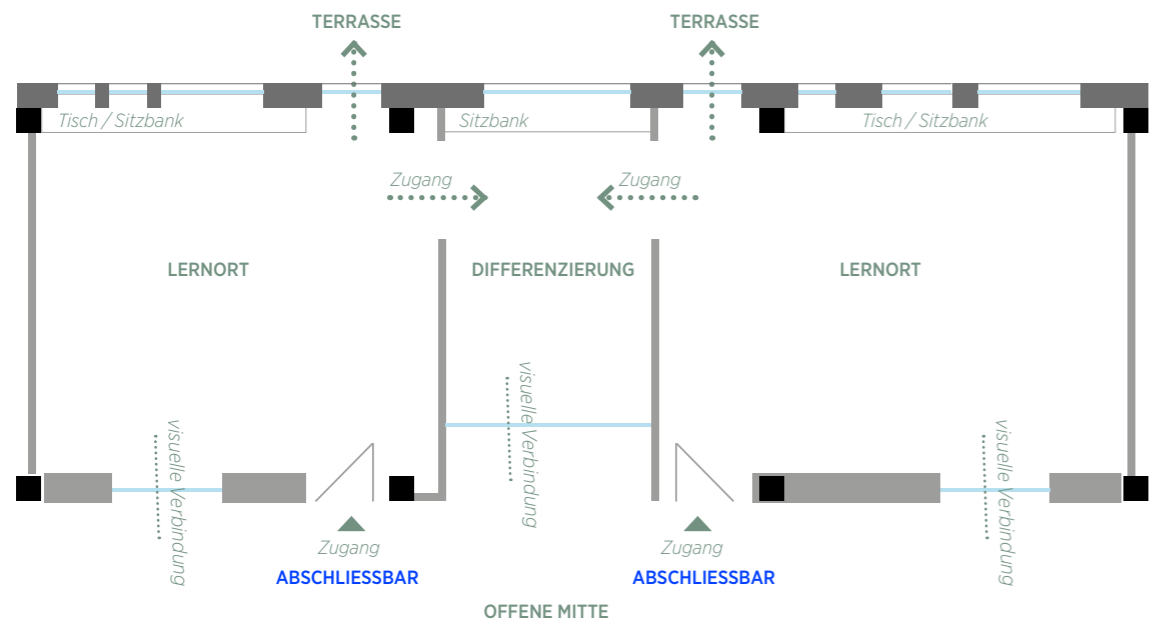 TERRASSE
TERRASSE
Tisch / Sitzbank
Sitzbank
Tisch / Sitzbank
Zugang
Zugang
LERNORT
DIFFERENZIERUNG
LERNORT
visuelle Verbindung
visuelle Verbindung
visuelle Verbindung
Zugang
Zugang
ABSCHLIESSBAR
ABSCHLIESSBAR
OFFENE MITTE